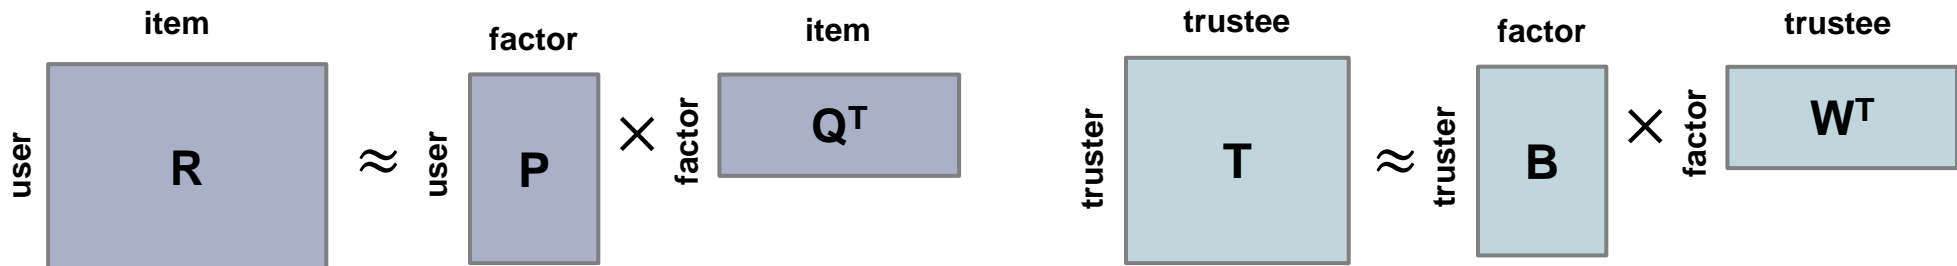 item
factor
item
user
R
≈
user
P
×
factor
Qᵀ
trustee
factor
trustee
truster
T
≈
truster
B
×
factor
Wᵀ